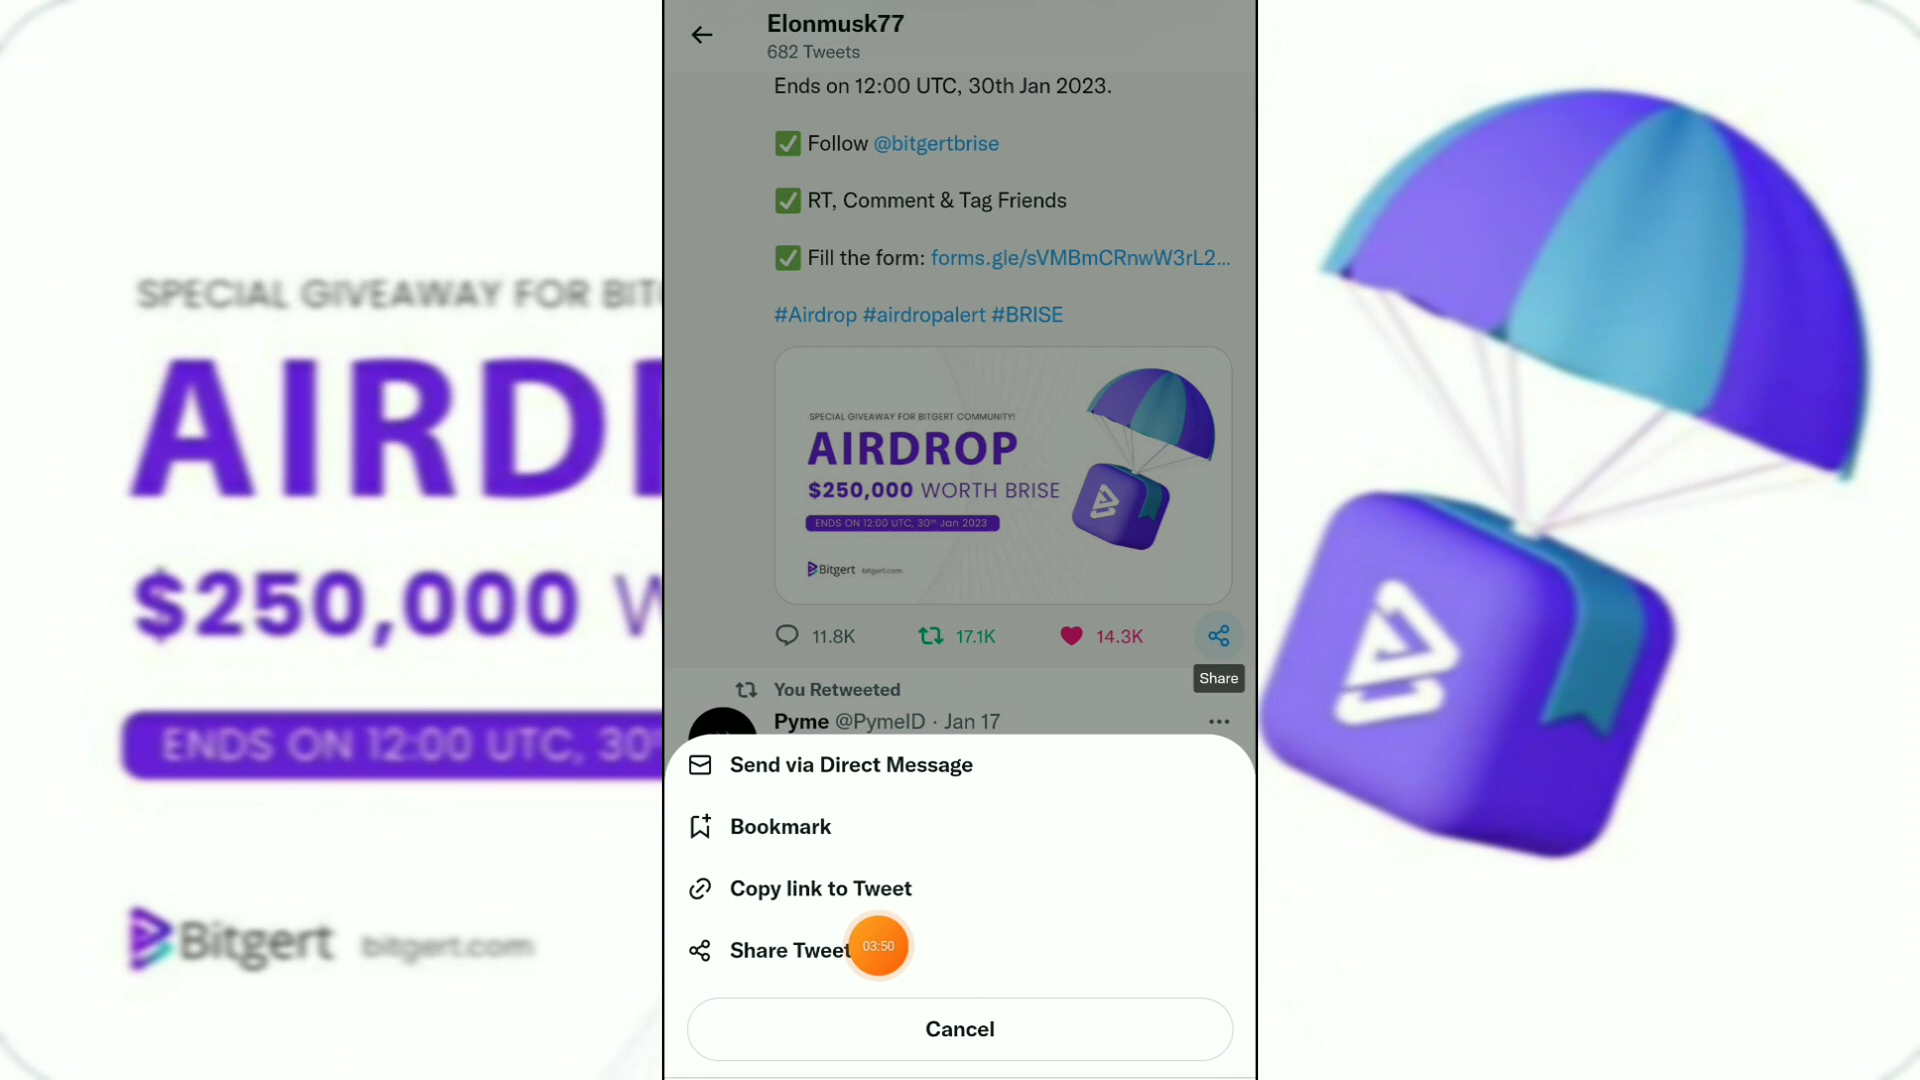 Elonmusk77
682 Tweets
Ends on 12:00 UTC, 30th Jan 2023.
✅ Follow @bitgertbrise
✅ RT, Comment & Tag Friends
✅ Fill the form: forms.gle/sVMBmCRnwW3rL2...
#Airdrop #airdropalert #BRISE
SPECIAL GIVEAWAY FOR BITGERT COMMUNITY!
AIRDROP
$250,000 WORTH BRISE
ENDS ON 12:00 UTC, 30th Jan 2023
Bitgert bitgert.com
11.8K 17.1K 14.3K
Share
You Retweeted
Pyme @PymeID · Jan 17
Send via Direct Message
Bookmark
Copy link to Tweet
Share Tweet
03:50
Cancel
SPECIAL GIVEAWAY FOR BIT
AIRD
$250,000 W
ENDS ON 12:00 UTC, 30
Bitgert bitgert.com